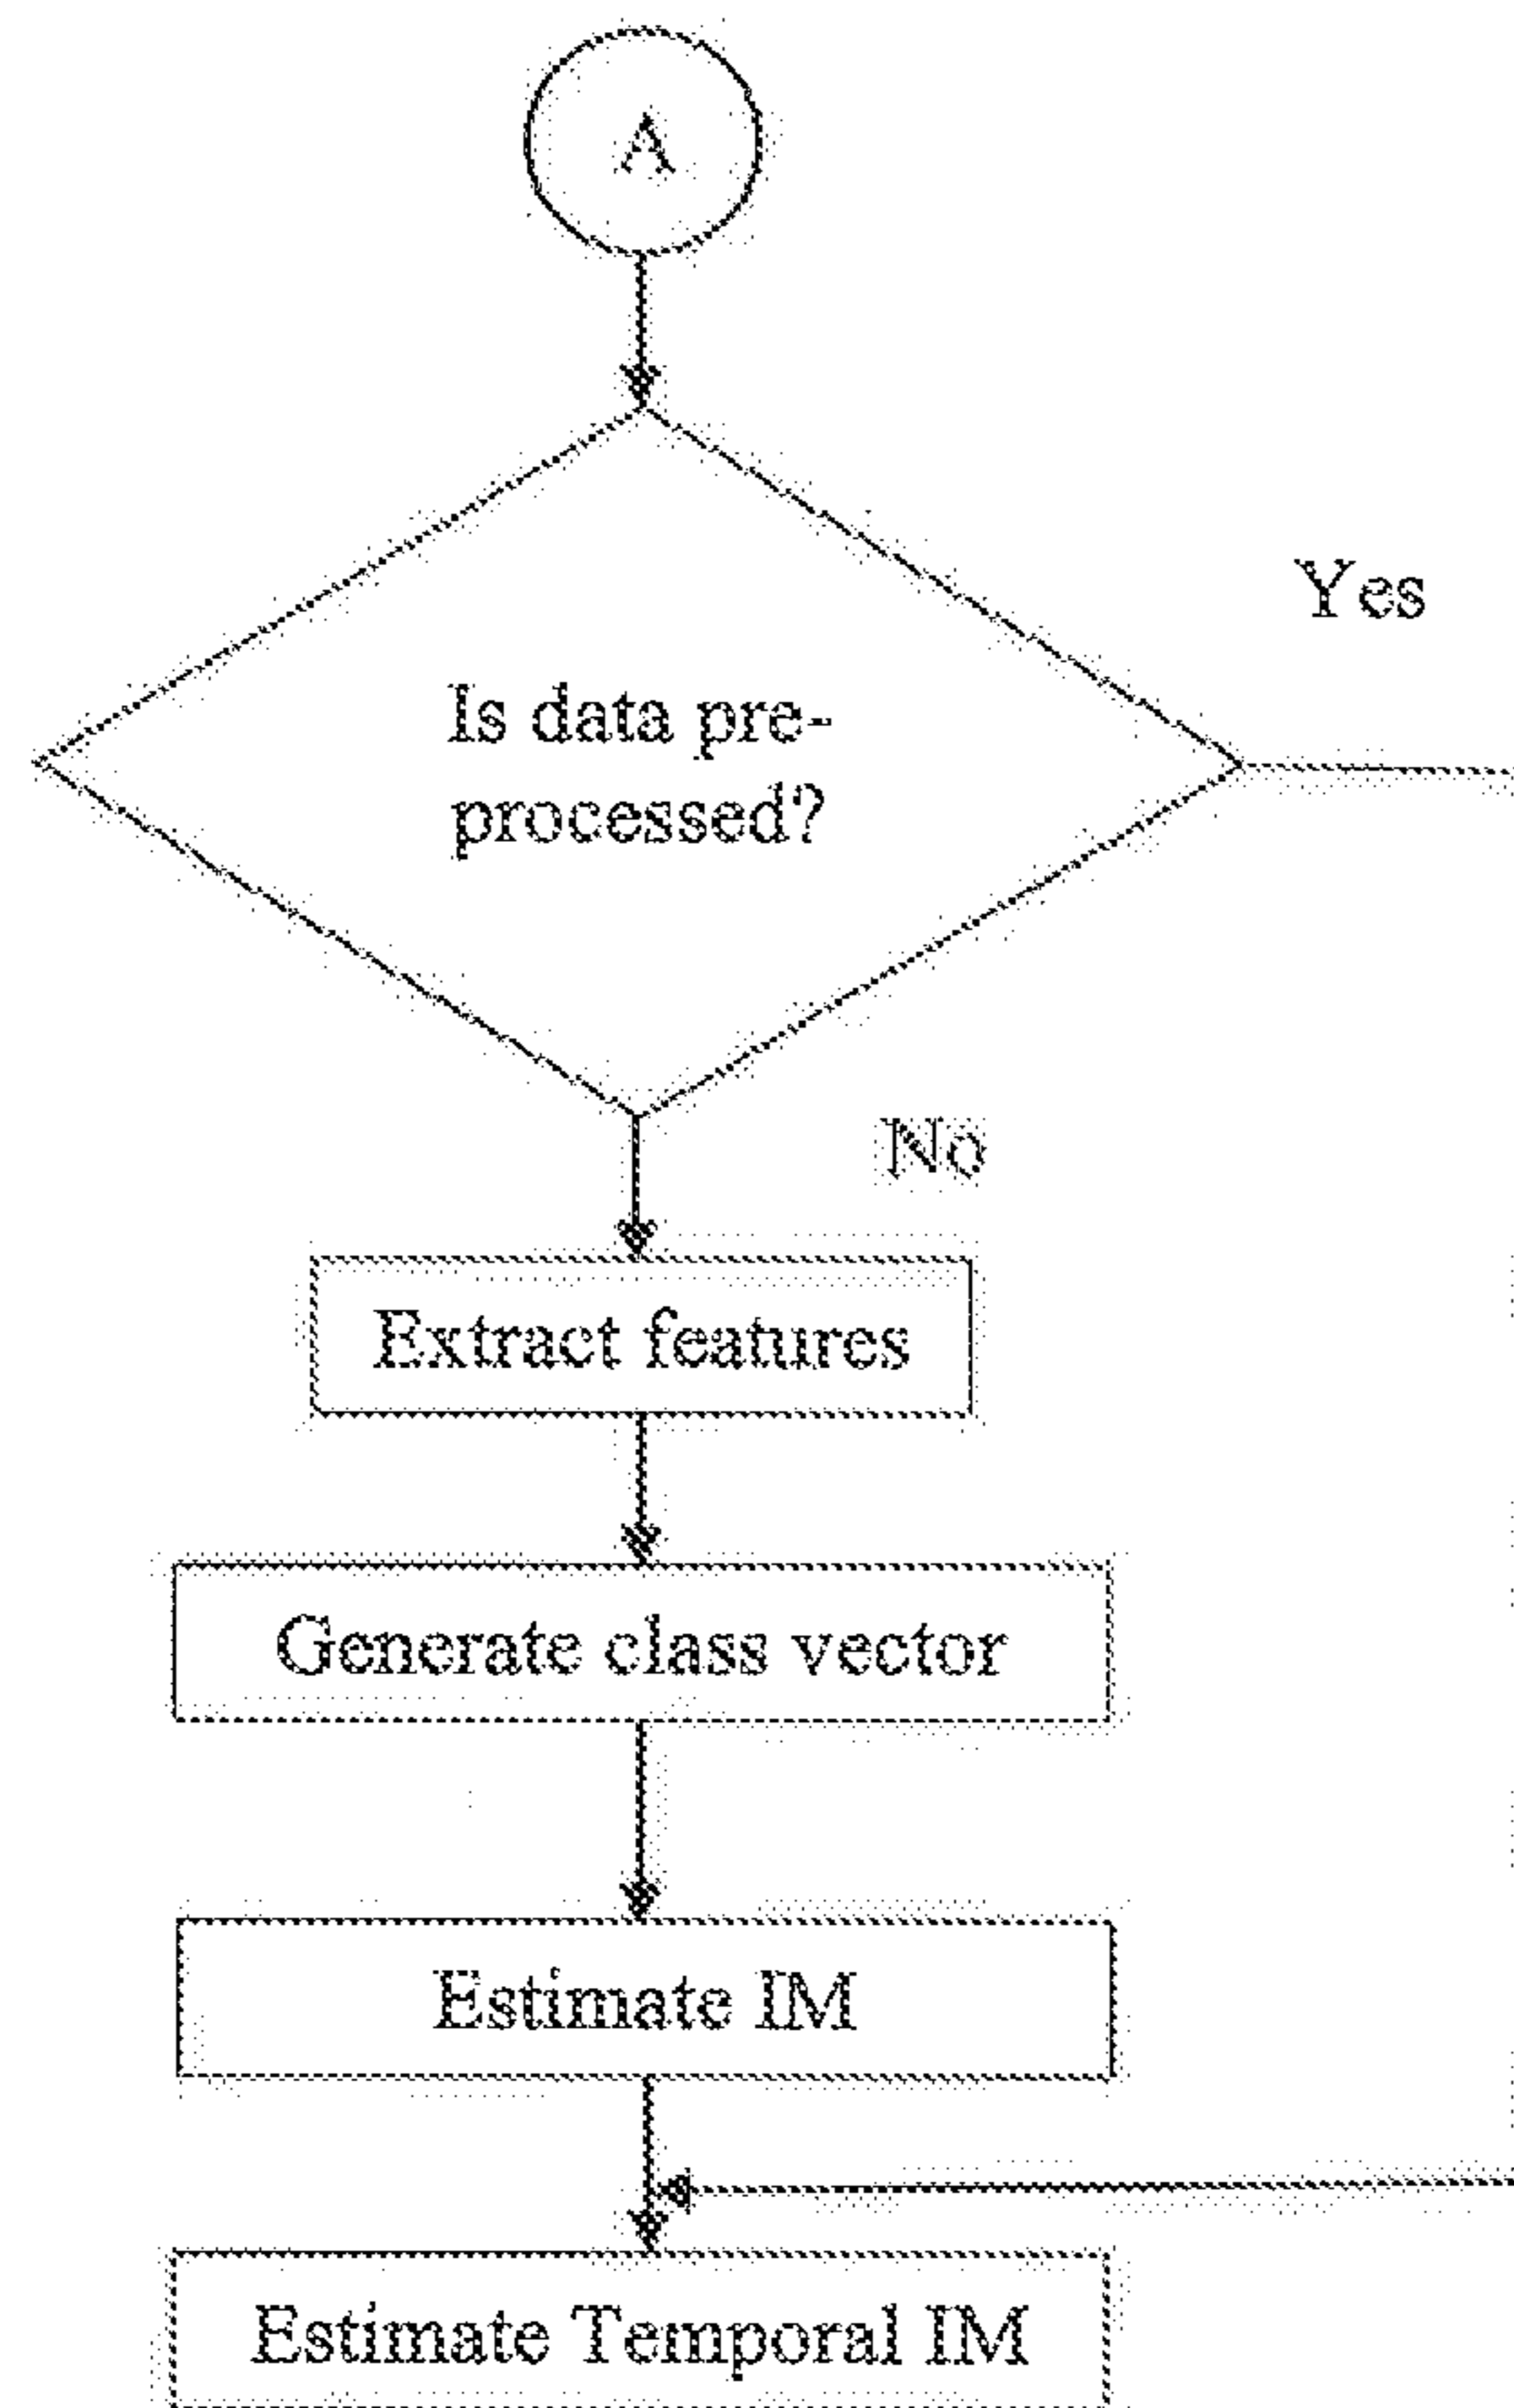 A
Yes
Is data pre-
processed?
No
Extract features
Generate class vector
Estimate IM
Estimate Temporal IM